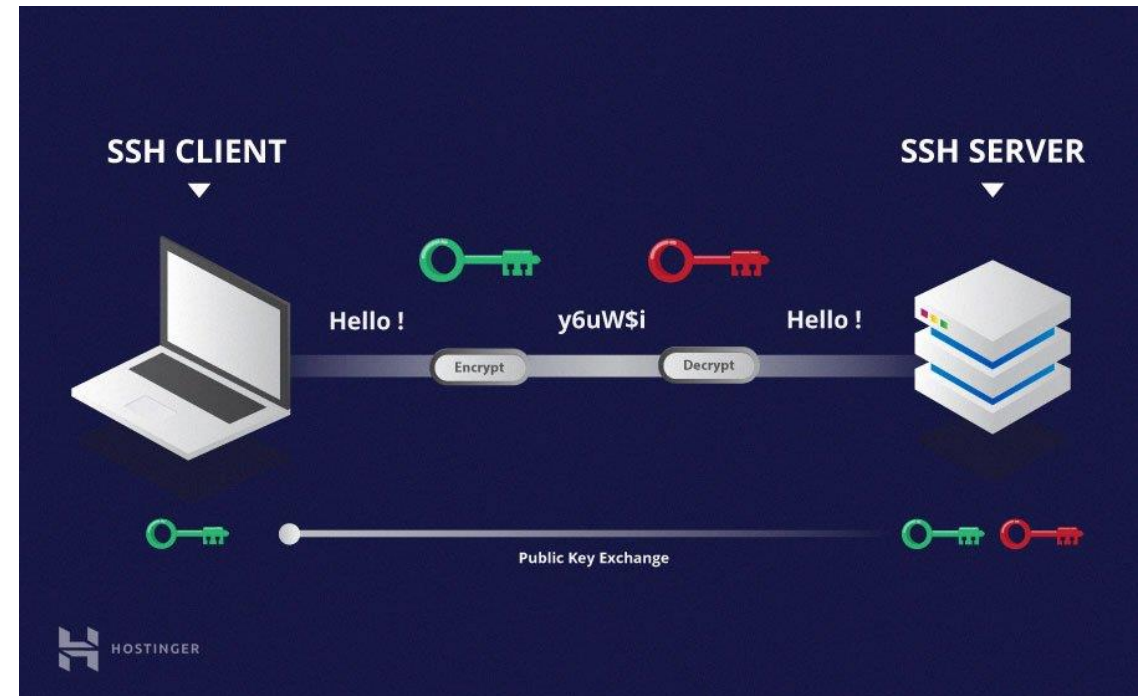 SSH CLIENT
SSH SERVER
Hello !
y6uW$i
Hello !
Encrypt
Decrypt
Public Key Exchange
HOSTINGER